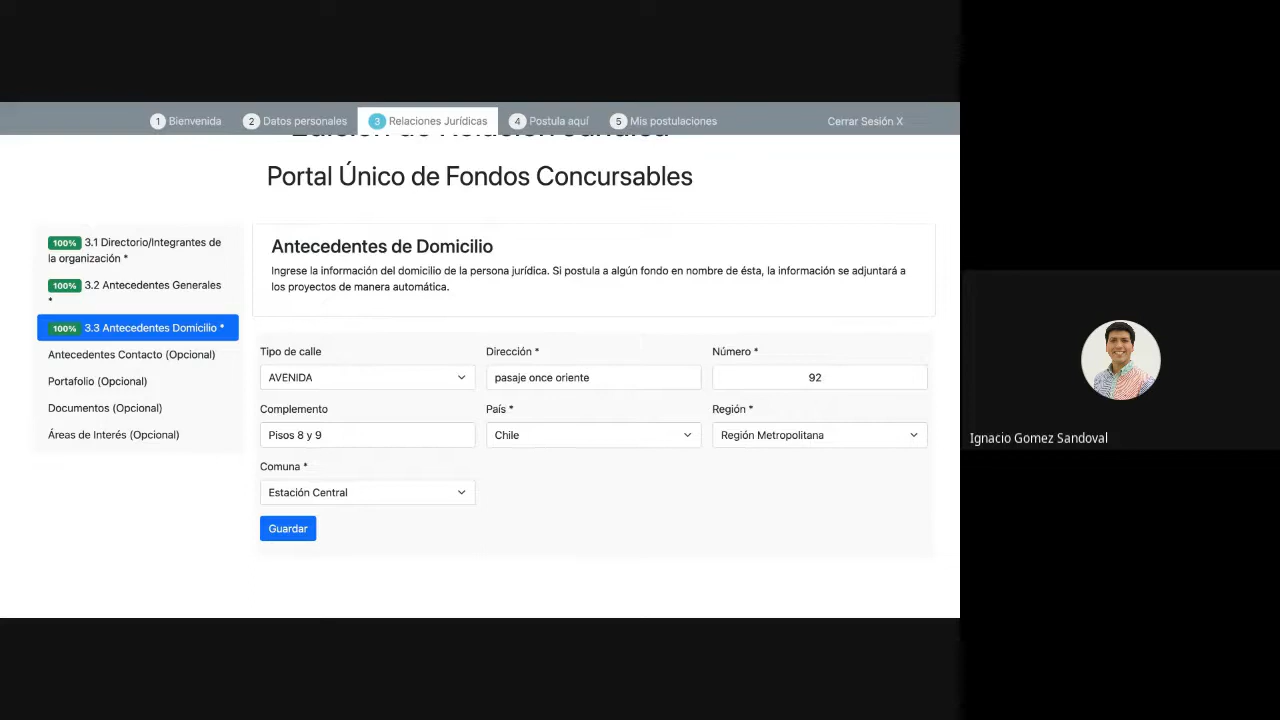 1 Bienvenida 2 Datos personales 3 Relaciones Jurídicas 4 Postula aquí 5 Mis postulaciones Cerrar Sesión X
Portal Único de Fondos Concursables
100% 3.1 Directorio/Integrantes de
la organización *
100% 3.2 Antecedentes Generales
*
100% 3.3 Antecedentes Domicilio *
Antecedentes Contacto (Opcional)
Portafolio (Opcional)
Documentos (Opcional)
Áreas de Interés (Opcional)
Antecedentes de Domicilio
Ingrese la información del domicilio de la persona jurídica. Si postula a algún fondo en nombre de ésta, la información se adjuntará a
los proyectos de manera automática.
Tipo de calle Dirección * Número *
AVENIDA pasaje once oriente 92
Complemento País * Región *
Pisos 8 y 9 Chile Región Metropolitana
Comuna *
Estación Central
Guardar
Ignacio Gomez Sandoval